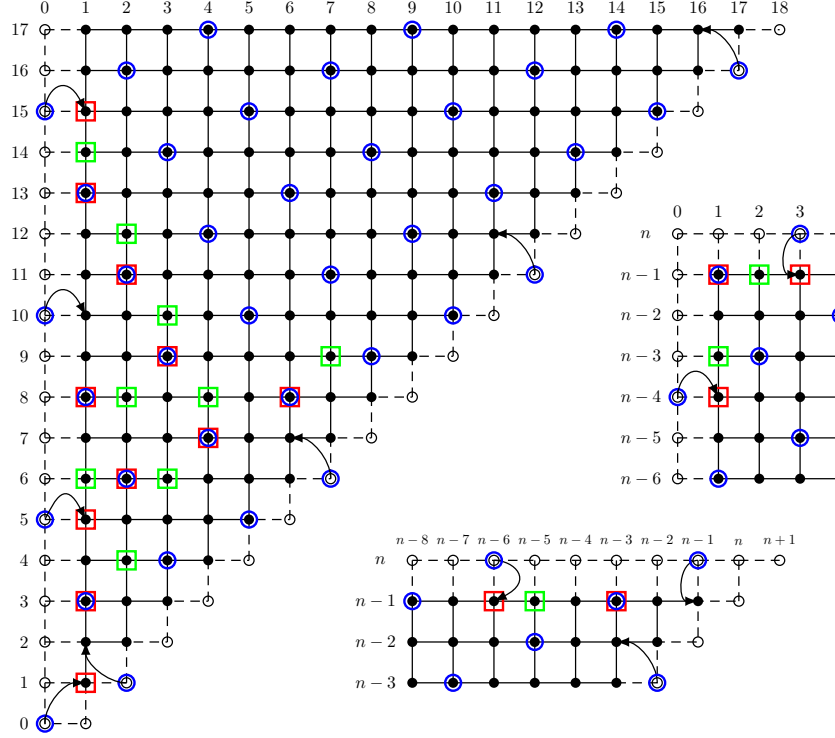 0 1 2 3 4 5 6 7 8 9 10 11 12 13 14 15 16 17 18
17
16
15
14
13
12
11
10
9
8
7
6
5
4
3
2
1
0
0 1 2 3
n
n − 1
n − 2
n − 3
n − 4
n − 5
n − 6
n − 8 n − 7 n − 6 n − 5 n − 4 n − 3 n − 2 n − 1 n n + 1
n
n − 1
n − 2
n − 3